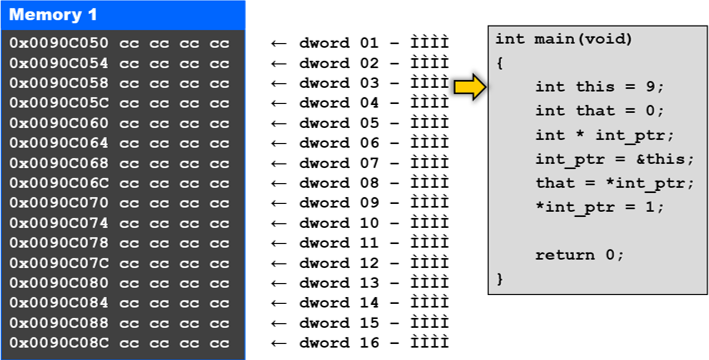 Memory 1
0x0090C050 cc cc cc cc ← dword 01 – ÌÌÌÌ
0x0090C054 cc cc cc cc ← dword 02 – ÌÌÌÌ
0x0090C058 cc cc cc cc ← dword 03 – ÌÌÌÌ
0x0090C05C cc cc cc cc ← dword 04 – ÌÌÌÌ
0x0090C060 cc cc cc cc ← dword 05 – ÌÌÌÌ
0x0090C064 cc cc cc cc ← dword 06 – ÌÌÌÌ
0x0090C068 cc cc cc cc ← dword 07 – ÌÌÌÌ
0x0090C06C cc cc cc cc ← dword 08 – ÌÌÌÌ
0x0090C070 cc cc cc cc ← dword 09 – ÌÌÌÌ
0x0090C074 cc cc cc cc ← dword 10 – ÌÌÌÌ
0x0090C078 cc cc cc cc ← dword 11 – ÌÌÌÌ
0x0090C07C cc cc cc cc ← dword 12 – ÌÌÌÌ
0x0090C080 cc cc cc cc ← dword 13 – ÌÌÌÌ
0x0090C084 cc cc cc cc ← dword 14 – ÌÌÌÌ
0x0090C088 cc cc cc cc ← dword 15 – ÌÌÌÌ
0x0090C08C cc cc cc cc ← dword 16 – ÌÌÌÌ
int main(void)
{
int this = 9;
int that = 0;
int * int_ptr;
int_ptr = &this;
that = *int_ptr;
*int_ptr = 1;
return 0;
}